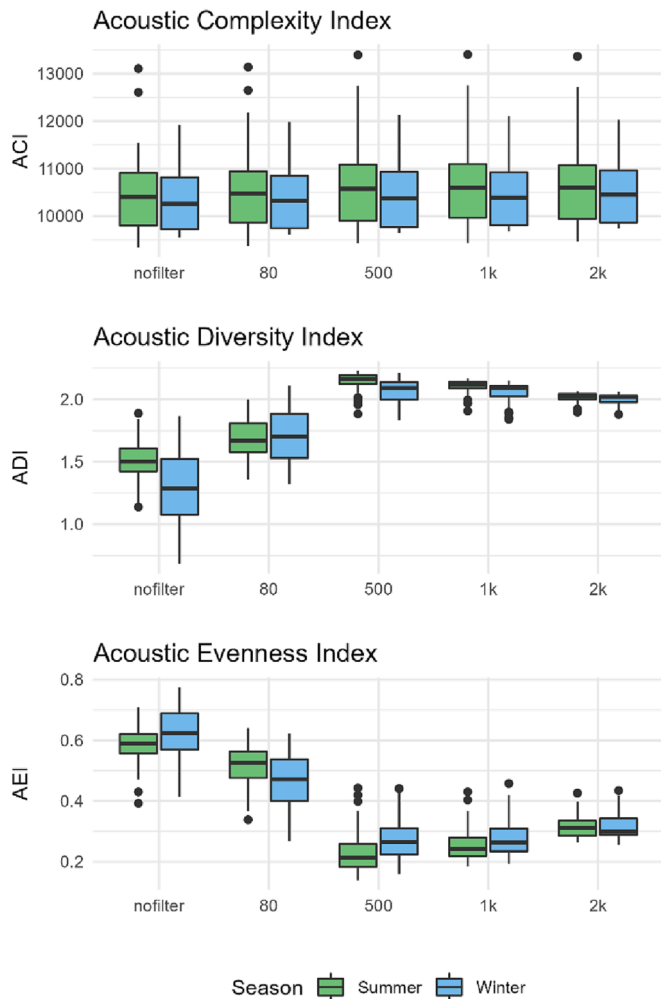 Acoustic Complexity Index
13000
12000
11000
10000
ACI
nofilter 80 500 1k 2k
Acoustic Diversity Index
2.0
1.5
1.0
ADI
nofilter 80 500 1k 2k
Acoustic Evenness Index
0.8
0.6
0.4
0.2
AEI
nofilter 80 500 1k 2k
Season Summer Winter